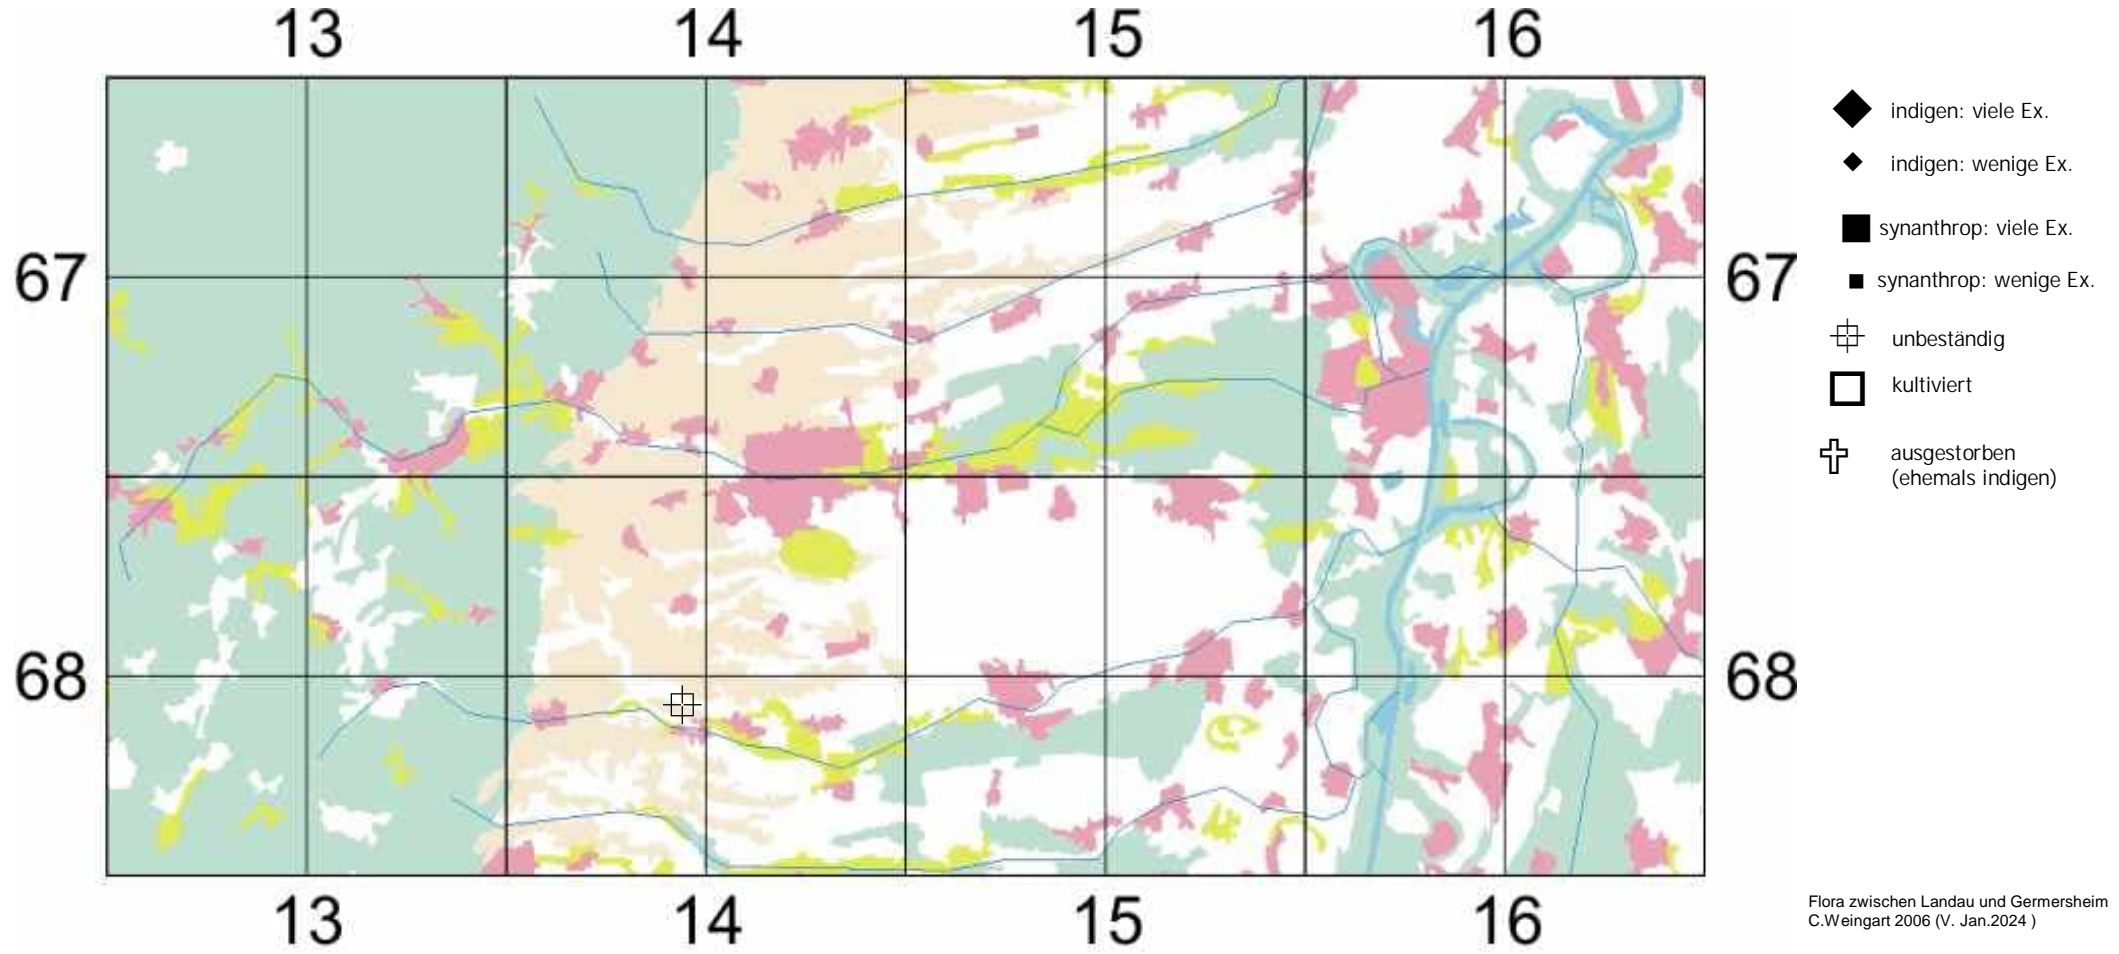 13 14 15 16
67 67
68 68
13 14 15 16
indigen: viele Ex.
indigen: wenige Ex.
synanthrop: viele Ex.
synanthrop: wenige Ex.
unbeständig
kultiviert
ausgestorben
(ehemals indigen)
Flora zwischen Landau und Germersheim
C.Weingart 2006 (V. Jan.2024 )